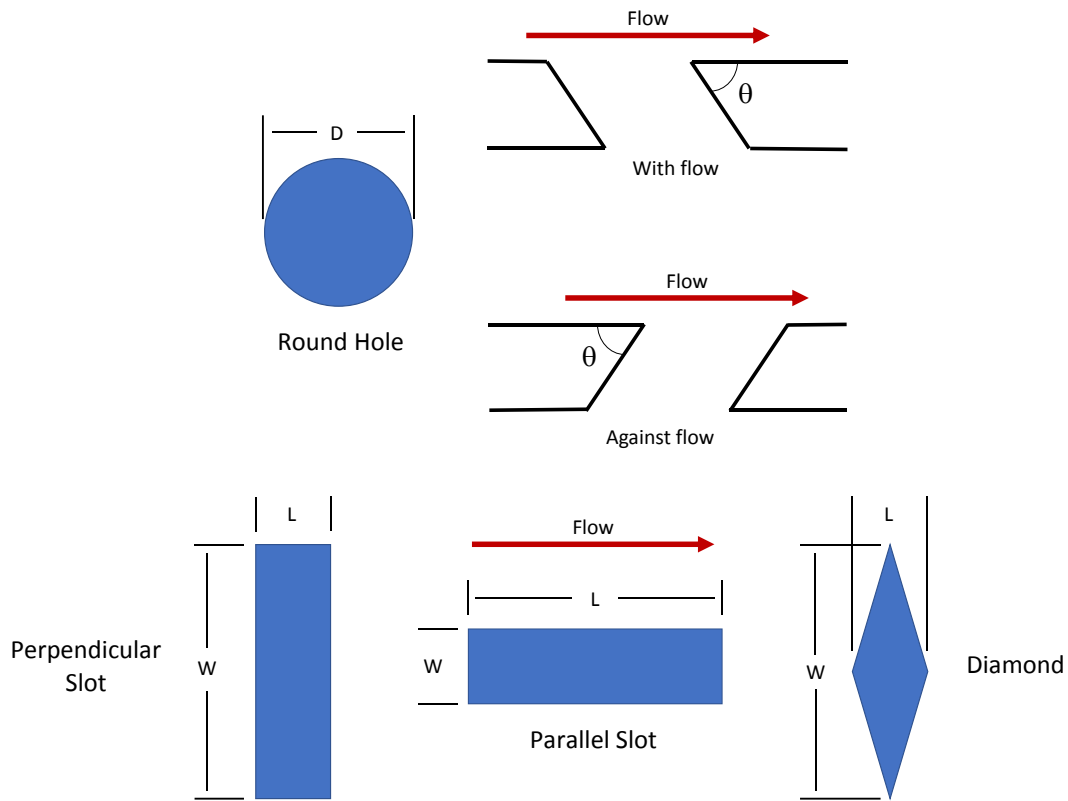 Flow
θ
With flow
D
Round Hole
Flow
θ
Against flow
L
W
Perpendicular
Slot
Flow
L
W
Parallel Slot
L
W
Diamond